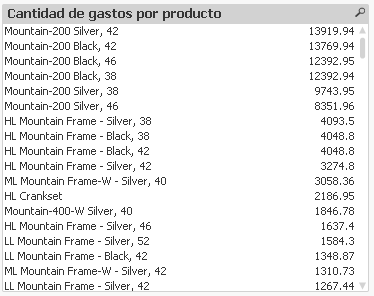 Cantidad de gastos por producto
Mountain-200 Silver, 42 13919.94
Mountain-200 Black, 42 13769.94
Mountain-200 Black, 46 12392.95
Mountain-200 Black, 38 12392.94
Mountain-200 Silver, 38 9743.95
Mountain-200 Silver, 46 8351.96
HL Mountain Frame - Silver, 38 4093.5
HL Mountain Frame - Black, 38 4048.8
HL Mountain Frame - Black, 42 4048.8
HL Mountain Frame - Silver, 42 3274.8
ML Mountain Frame-W - Silver, 40 3058.36
HL Crankset 2186.95
Mountain-400-W Silver, 40 1846.78
HL Mountain Frame - Silver, 46 1637.4
LL Mountain Frame - Silver, 52 1584.3
LL Mountain Frame - Black, 42 1348.87
ML Mountain Frame-W - Silver, 42 1310.73
LL Mountain Frame - Silver, 42 1267.44